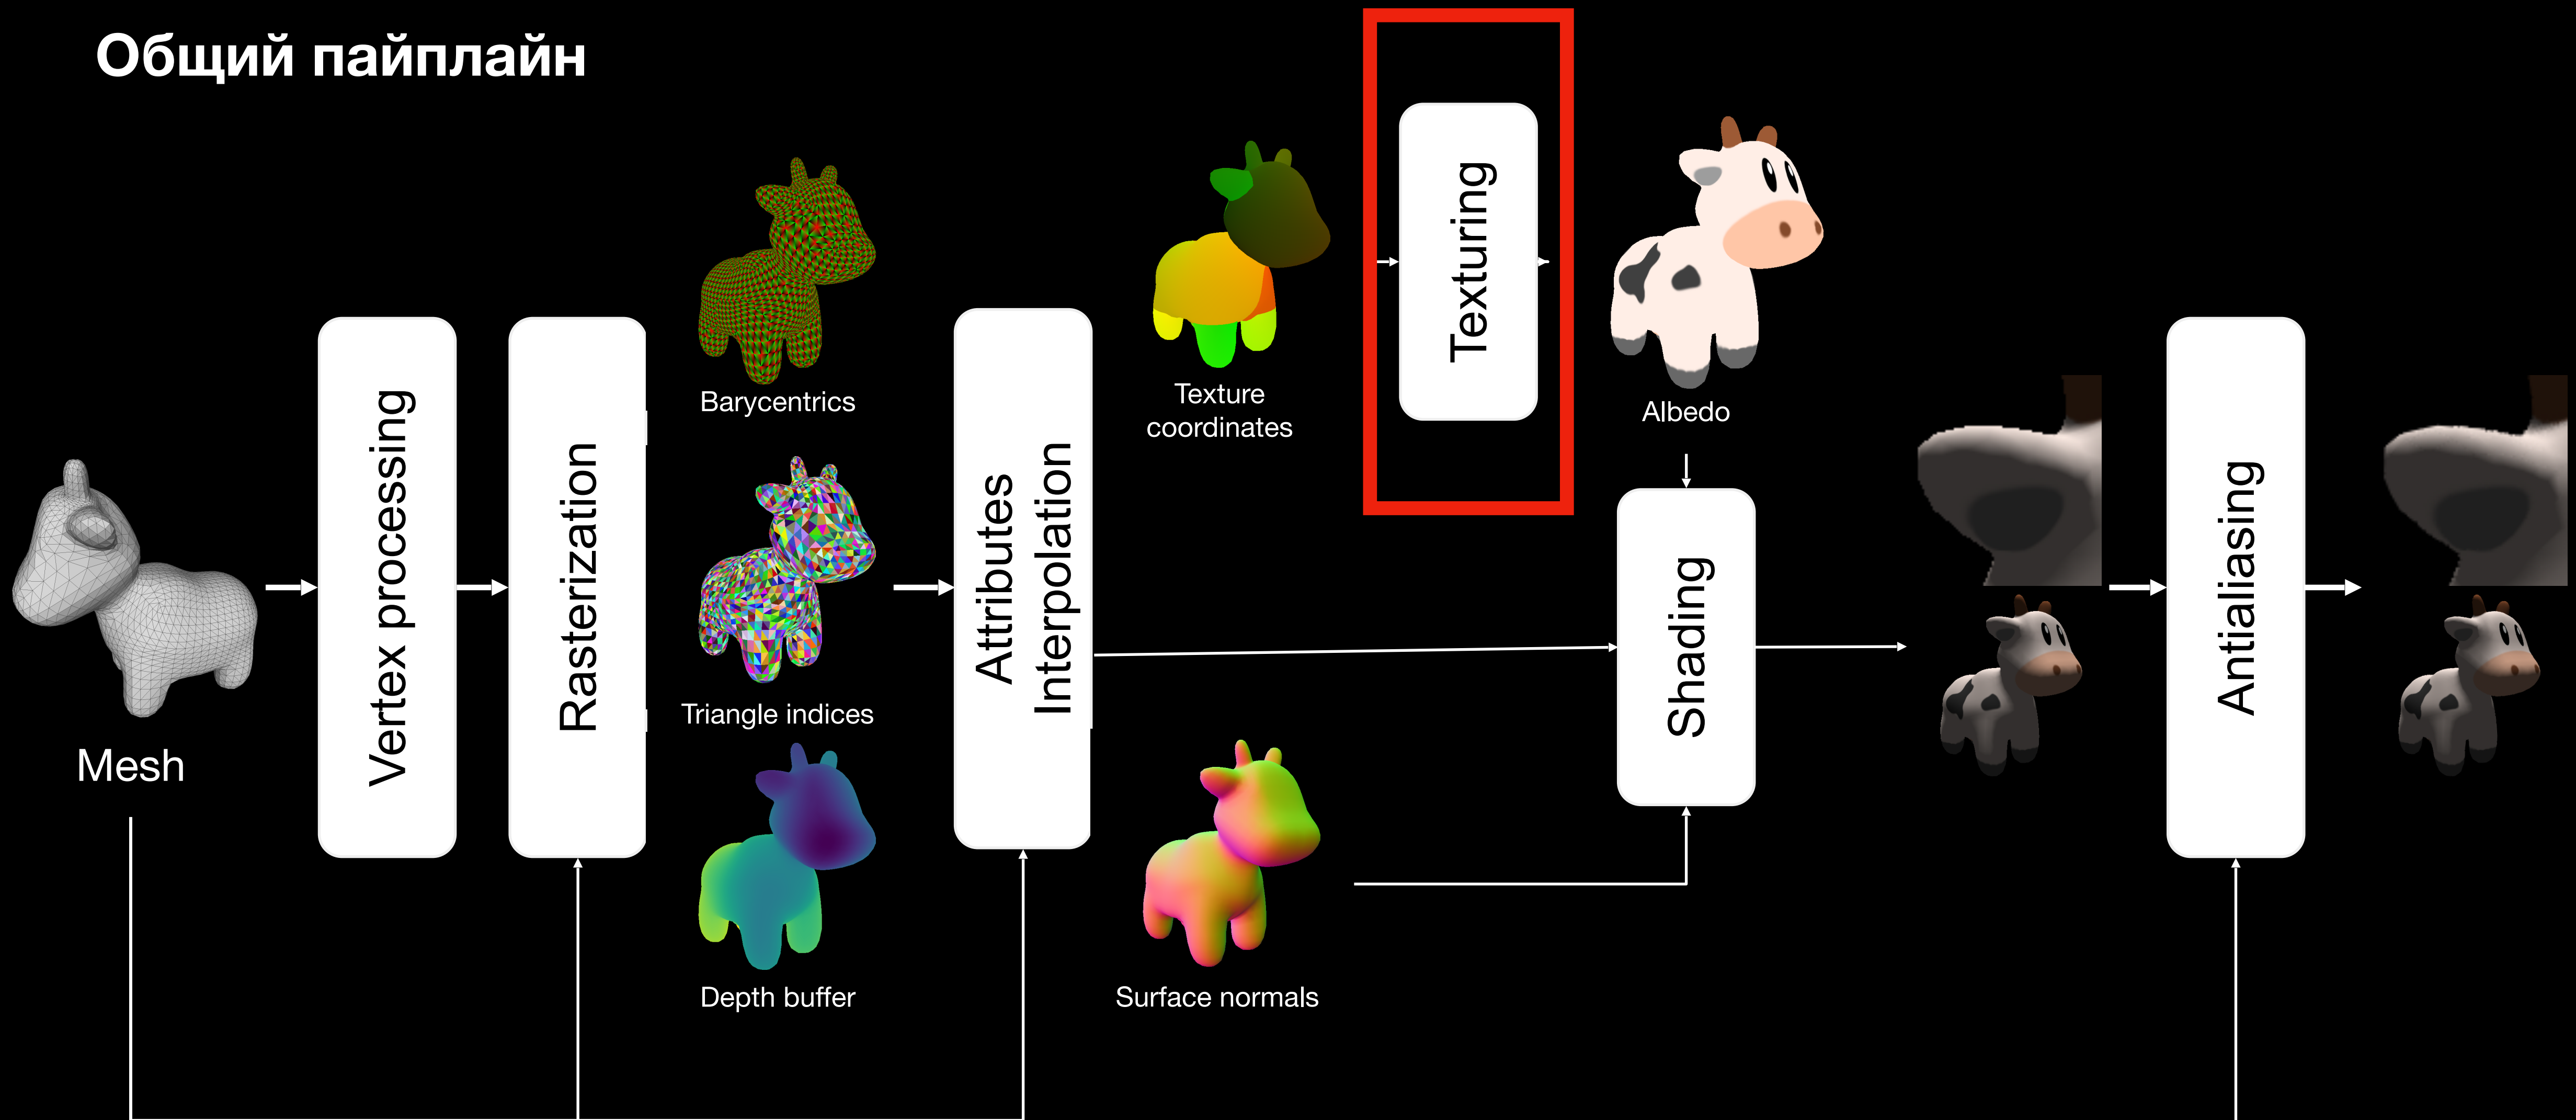 Общий пайплайн
Mesh
Vertex processing
Rasterization
Barycentrics
Triangle indices
Depth buffer
Attributes
Interpolation
Texture
coordinates
Surface normals
Texturing
Albedo
Shading
Antialiasing